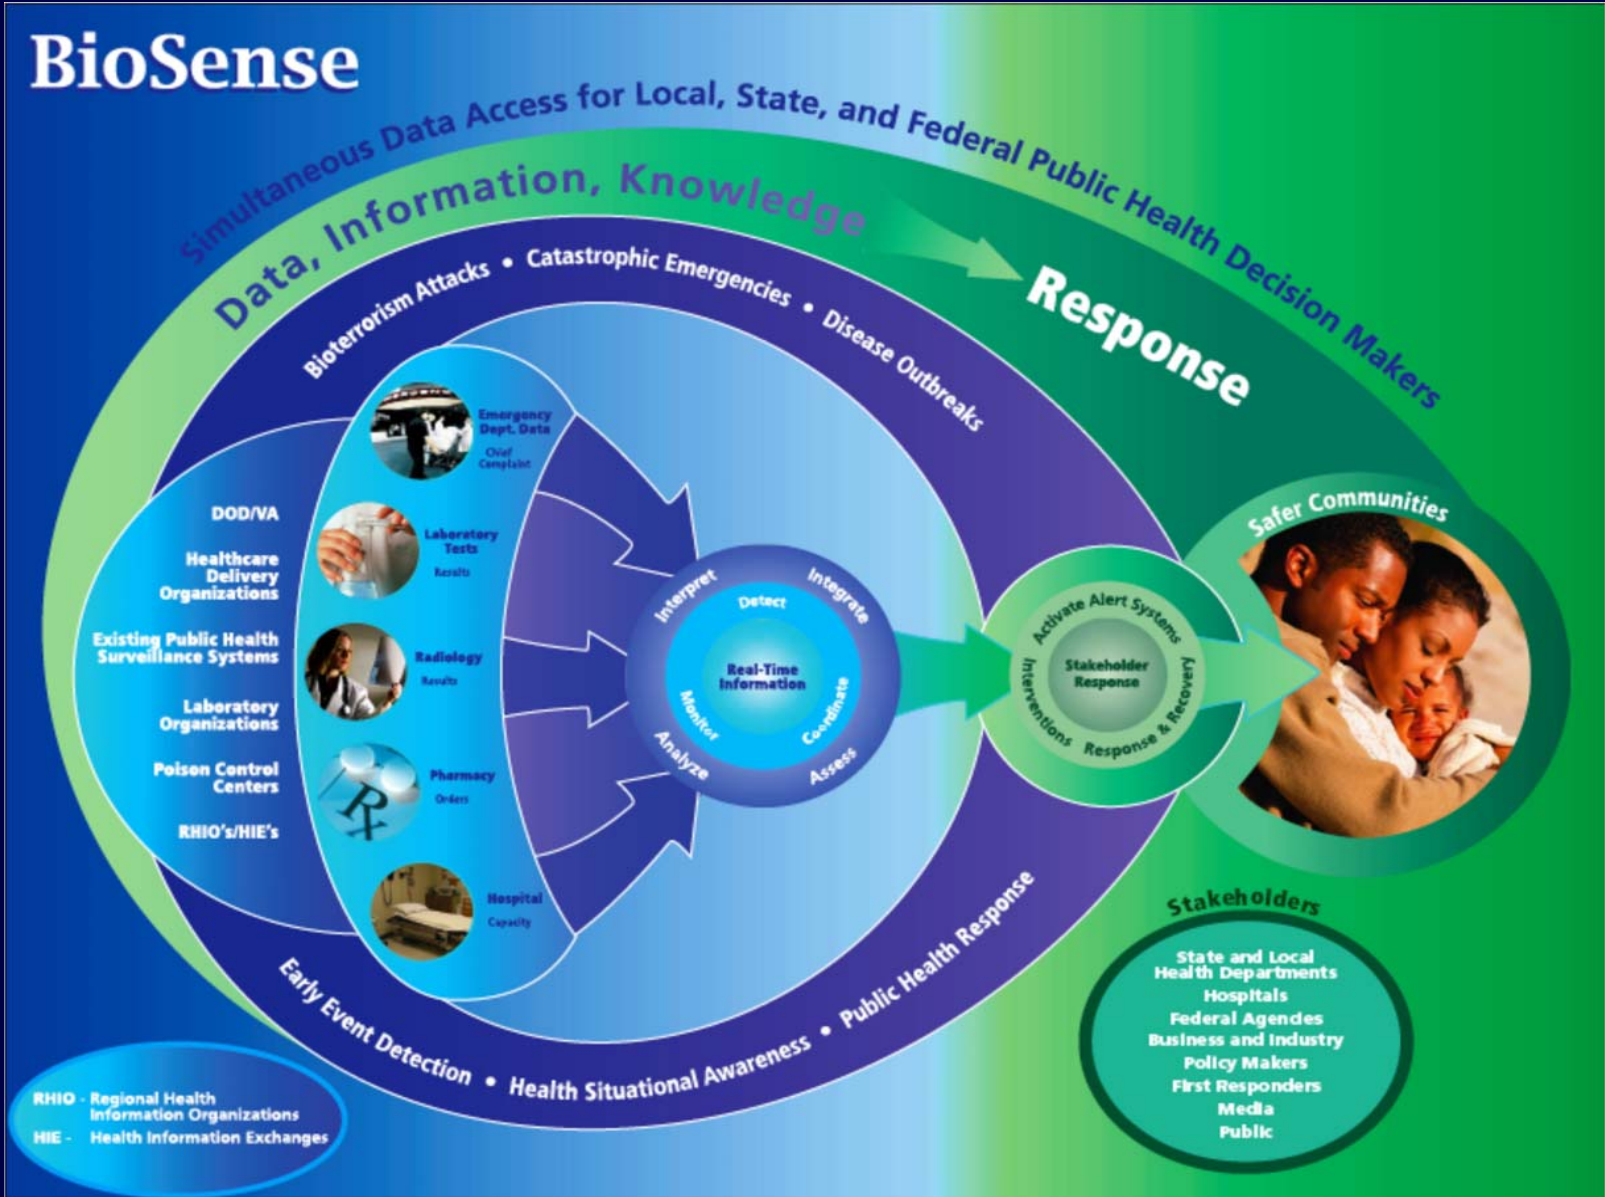 BioSense
Simultaneous Data Access for Local, State, and Federal Public Health Decision Makers
Data, Information, Knowledge
Response
Bioterrorism Attacks • Catastrophic Emergencies • Disease Outbreaks
DOD/VA
Healthcare
Delivery
Organizations
Existing Public Health
Surveillance Systems
Laboratory
Organizations
Poison Control
Centers
RHIO's/HIE's
Emergency
Dept. Data
Chief
Complaint
Laboratory
Tests
Results
Radiology
Results
Pharmacy
Orders
Rx
Hospital
Capacity
Interpret
Integrate
Analyze
Assess
Detect
Monitor
Coordinate
Real-Time
Information
Activate Alert Systems
Interventions
Response & Recovery
Stakeholder
Response
Safer Communities
Early Event Detection • Health Situational Awareness • Public Health Response
Stakeholders
State and Local
Health Departments
Hospitals
Federal Agencies
Business and Industry
Policy Makers
First Responders
Media
Public
RHIO - Regional Health
Information Organizations
HIE - Health Information Exchanges